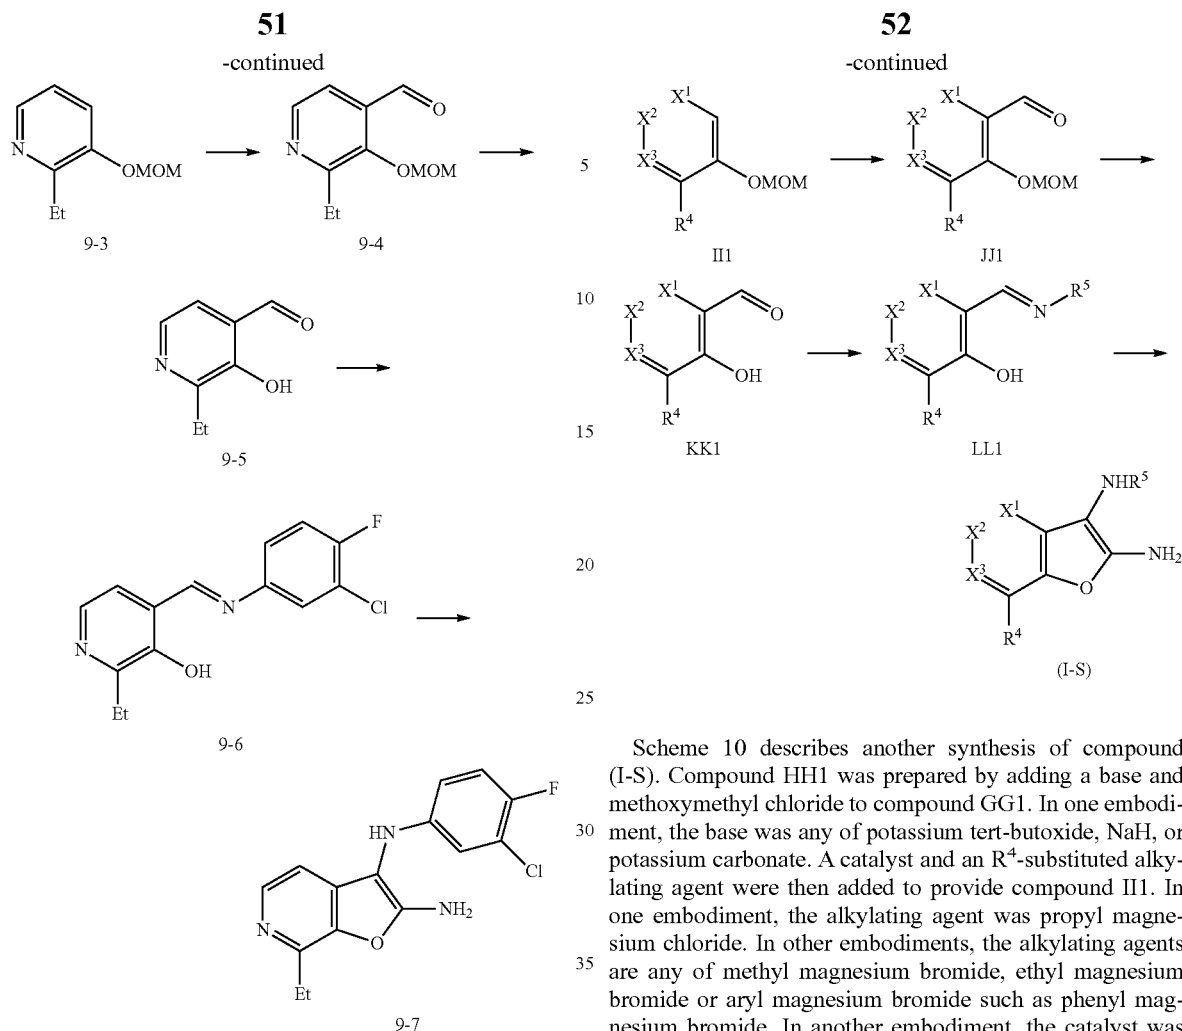 51
-continued
N
OMOM
Et
9-3
O
N
OMOM
Et
9-4
O
N
OH
Et
9-5
F
N
Cl
N
OH
Et
9-6
F
HN
Cl
NH₂
N
O
Et
9-7
5
10
15
20
25
30
35
52
-continued
X¹
X²
X³
OMOM
R⁴
II1
X¹
X²
O
X³
OMOM
R⁴
JJ1
X¹
X²
O
X³
OH
R⁴
KK1
X¹
R⁵
X²
N
X³
OH
R⁴
LL1
NHR⁵
X¹
X²
NH₂
X³
O
R⁴
(I-S)
Scheme 10 describes another synthesis of compound
(I-S). Compound HH1 was prepared by adding a base and
methoxymethyl chloride to compound GG1. In one embodi-
ment, the base was any of potassium tert-butoxide, NaH, or
potassium carbonate. A catalyst and an R⁴-substituted alky-
lating agent were then added to provide compound II1. In
one embodiment, the alkylating agent was propyl magne-
sium chloride. In other embodiments, the alkylating agents
are any of methyl magnesium bromide, ethyl magnesium
bromide or aryl magnesium bromide such as phenyl mag-
nesium bromide. In another embodiment, the catalyst was